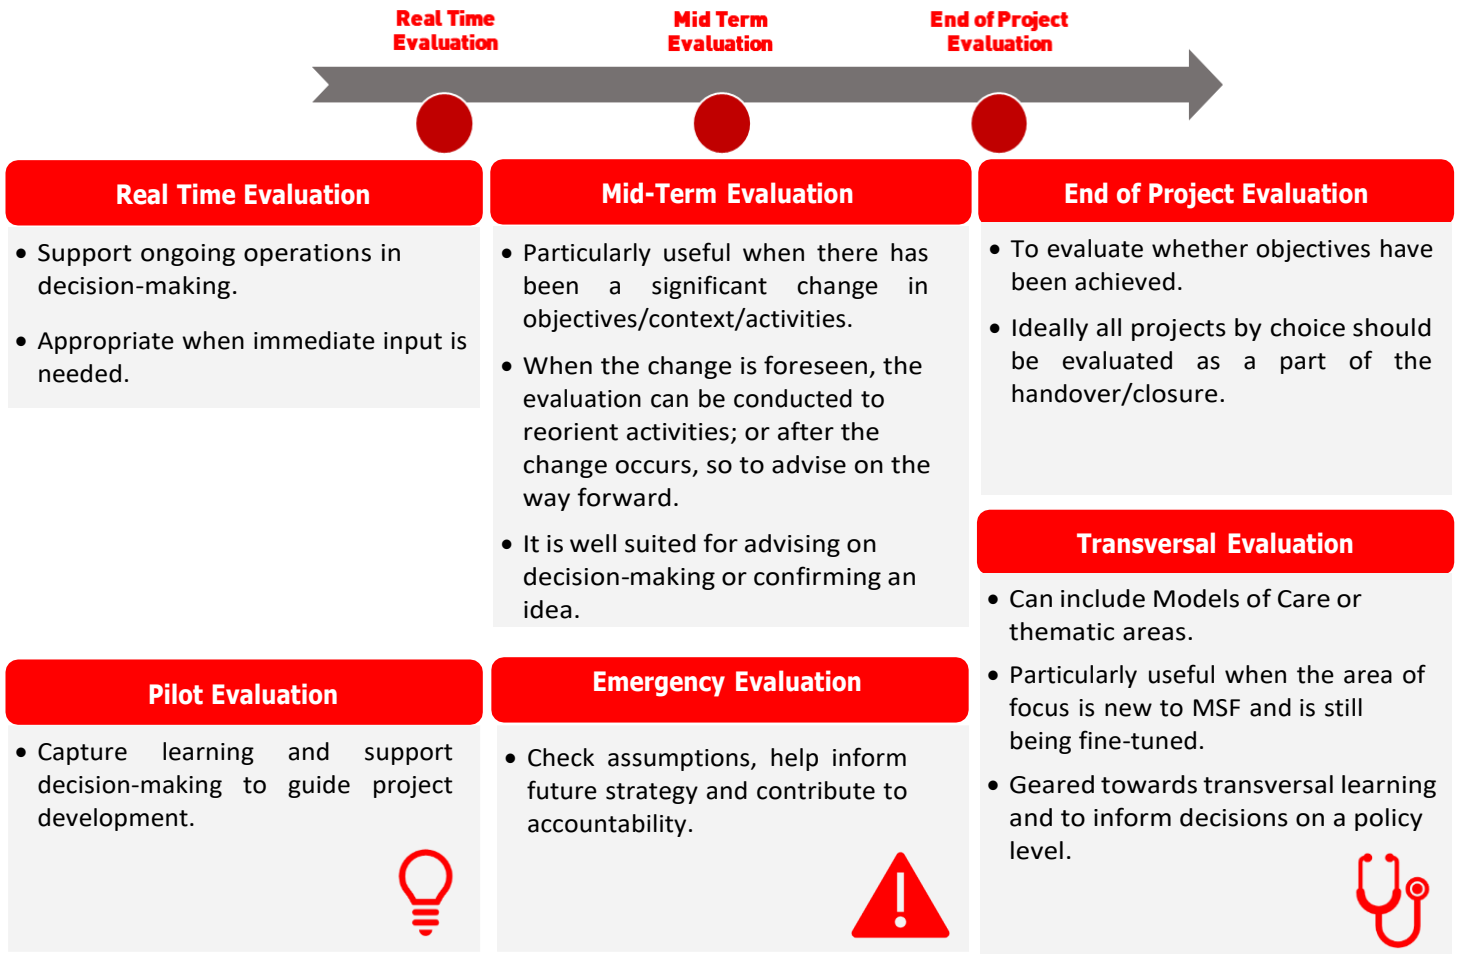 Real Time
Evaluation
Mid Term
Evaluation
End of Project
Evaluation
Real Time Evaluation
• Support ongoing operations in
decision-making.
• Appropriate when immediate input is
needed.
Mid-Term Evaluation
• Particularly useful when there has
been a significant change in
objectives/context/activities.
• When the change is foreseen, the
evaluation can be conducted to
reorient activities; or after the
change occurs, so to advise on the
way forward.
• It is well suited for advising on
decision-making or confirming an
idea.
End of Project Evaluation
• To evaluate whether objectives have
been achieved.
• Ideally all projects by choice should
be evaluated as a part of the
handover/closure.
Transversal Evaluation
• Can include Models of Care or
thematic areas.
• Particularly useful when the area of
focus is new to MSF and is still
being fine-tuned.
• Geared towards transversal learning
and to inform decisions on a policy
level.
Pilot Evaluation
• Capture learning and support
decision-making to guide project
development.
Emergency Evaluation
• Check assumptions, help inform
future strategy and contribute to
accountability.